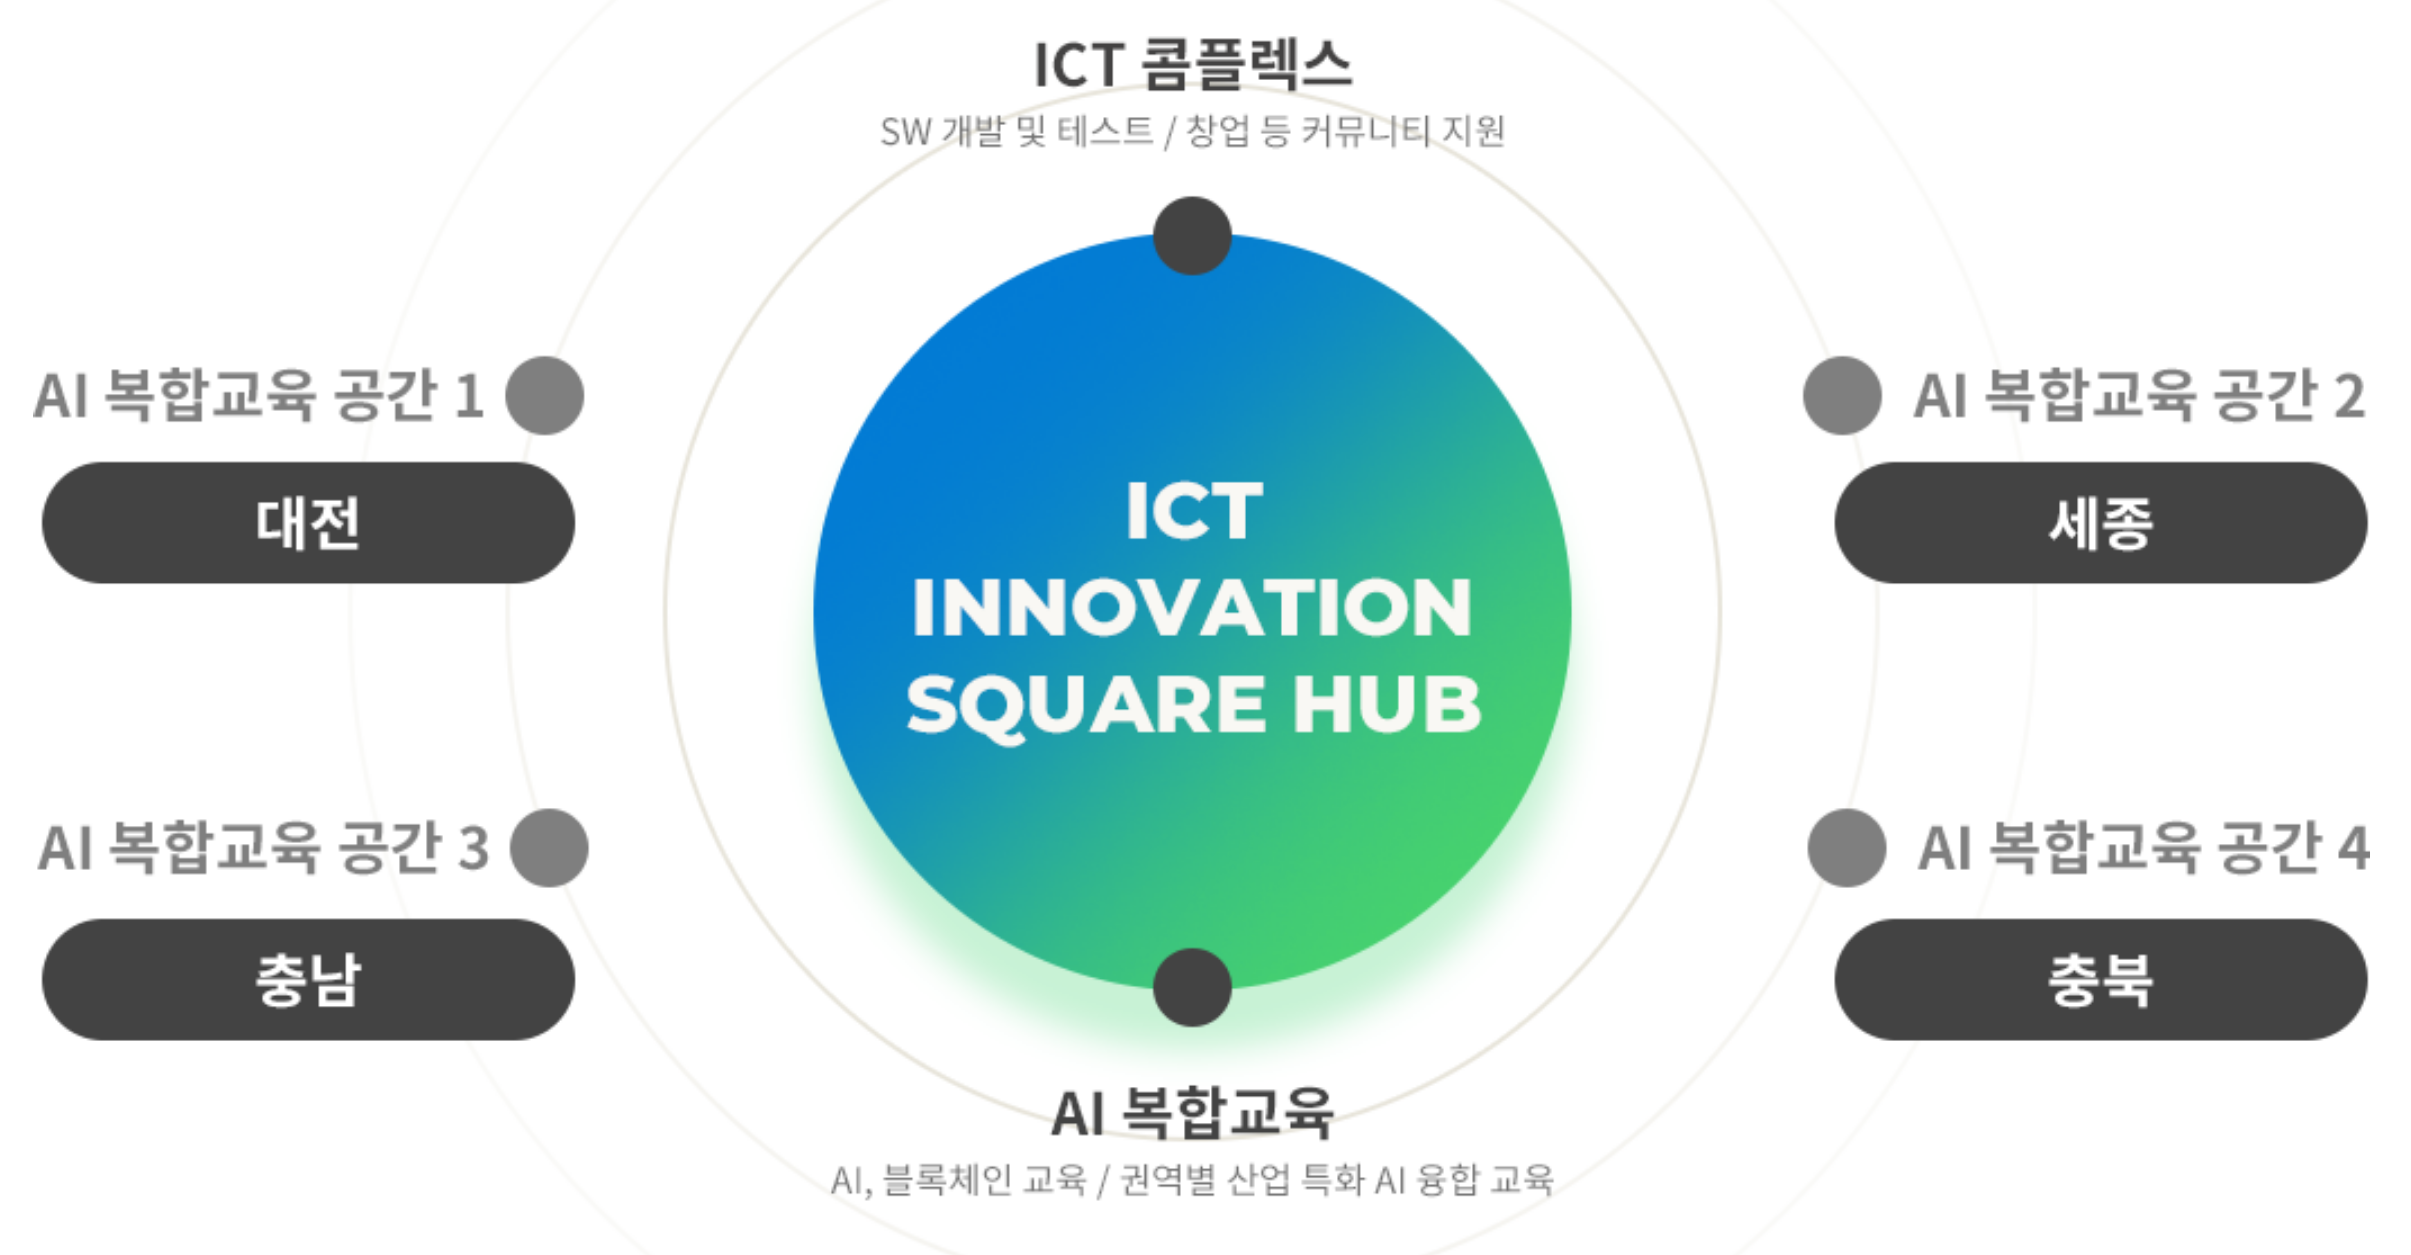 ICT 콤플렉스
SW 개발 및 테스트 / 창업 등 커뮤니티 지원
AI 복합교육 공간 1
대전
AI 복합교육 공간 2
세종
ICT
INNOVATION
SQUARE HUB
AI 복합교육 공간 3
충남
AI 복합교육 공간 4
충북
AI 복합교육
AI, 블록체인 교육 / 권역별 산업 특화 AI 융합 교육